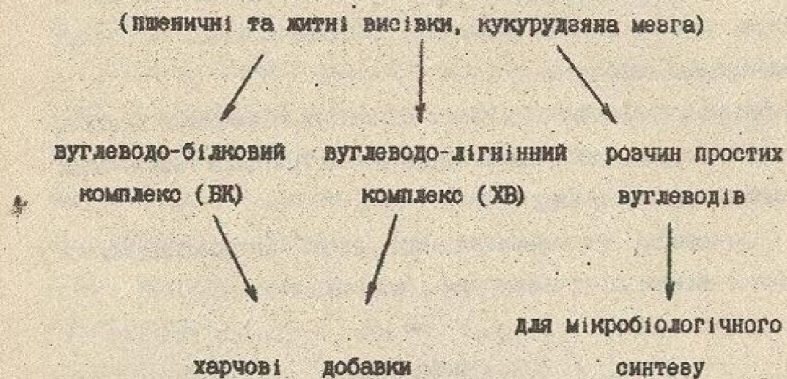 (пшеничні та житні висівки, кукурудзяна мезга)
вуглеводо-білковий вуглеводо-лігнінний розчин простих
комплекс (БК) комплекс (ХВ) вуглеводів
для мікробіологічного
харчові добавки синтезу